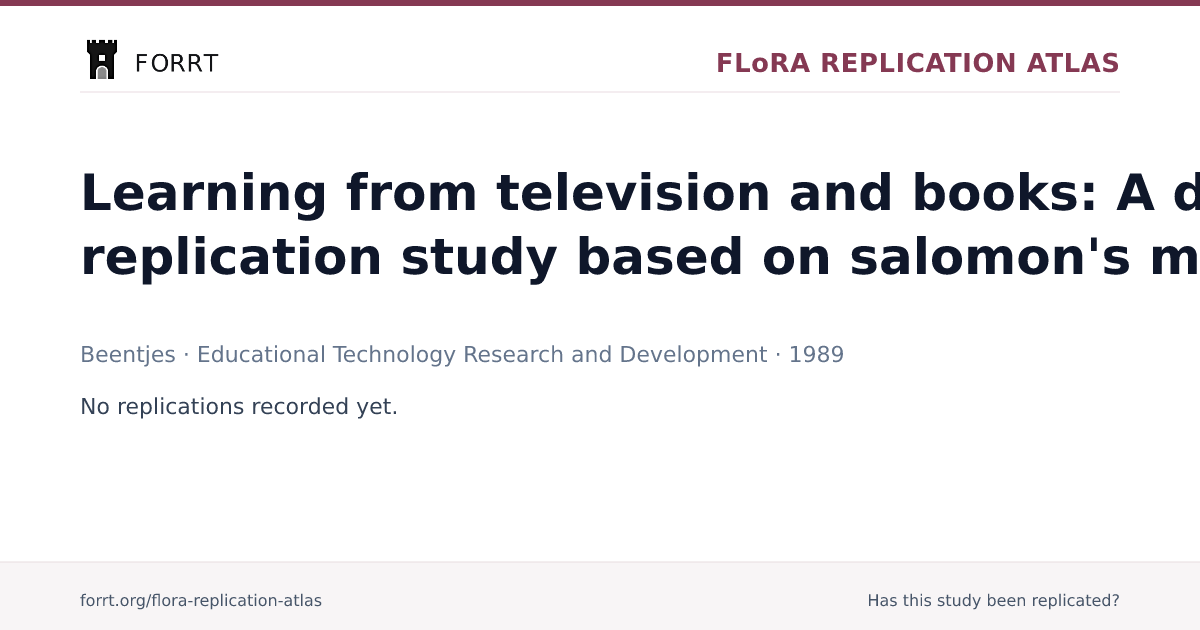 FORRT
FLoRA REPLICATION ATLAS
Learning from television and books: A
replication study based on salomon's
Beentjes · Educational Technology Research and Development · 1989
No replications recorded yet.
forrt.org/flora-replication-atlas
Has this study been replicated?